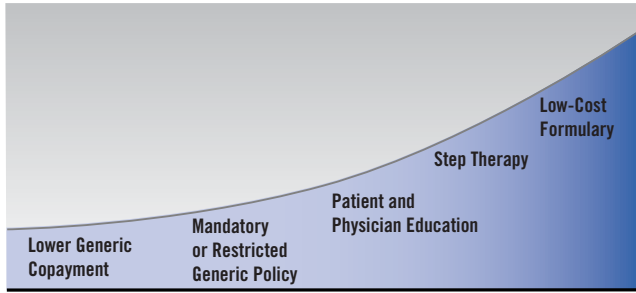 Lower Generic
Copayment
Mandatory
or Restricted
Generic Policy
Patient and
Physician Education
Step Therapy
Low-Cost
Formulary